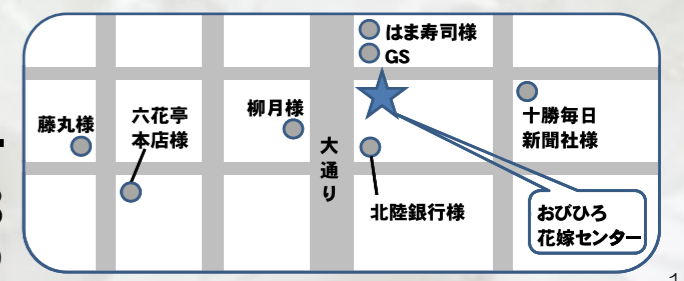 はま寿司様
GS
藤丸様
六花亭
本店様
柳月様
大通り
十勝毎日
新聞社様
北陸銀行様
おびひろ
花嫁センター